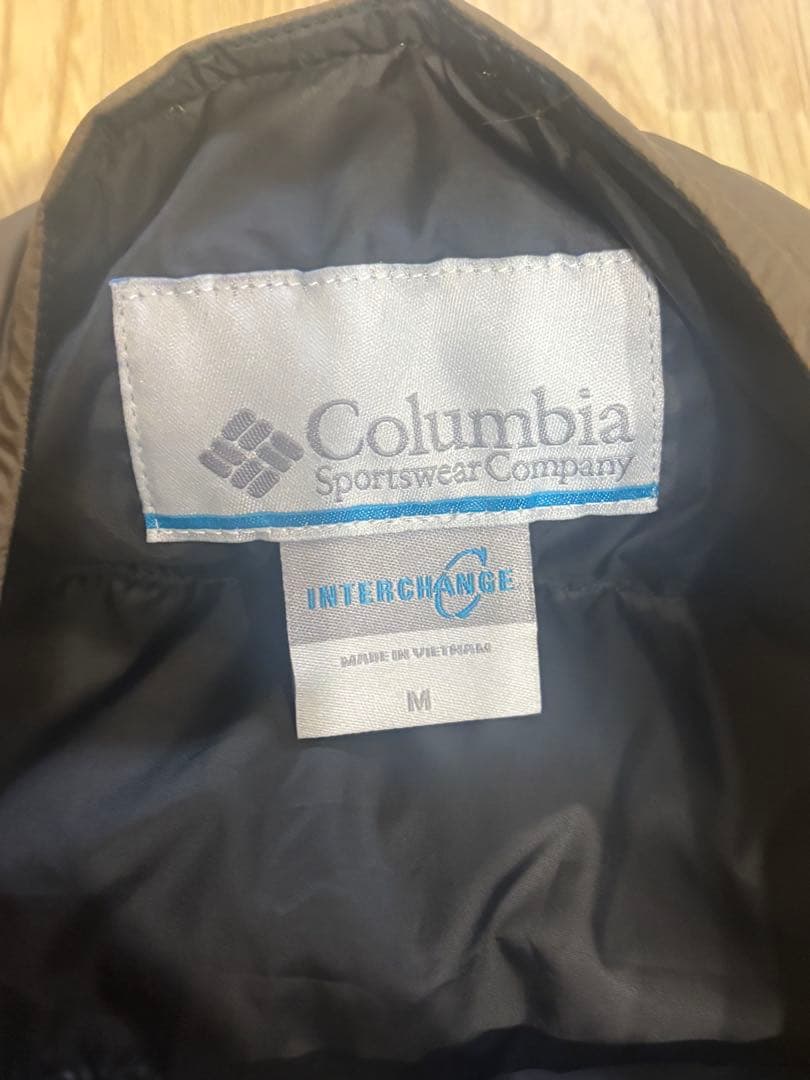 Columbia
Sportswear Company
INTERCHANGE
MADE IN VIETNAM
M